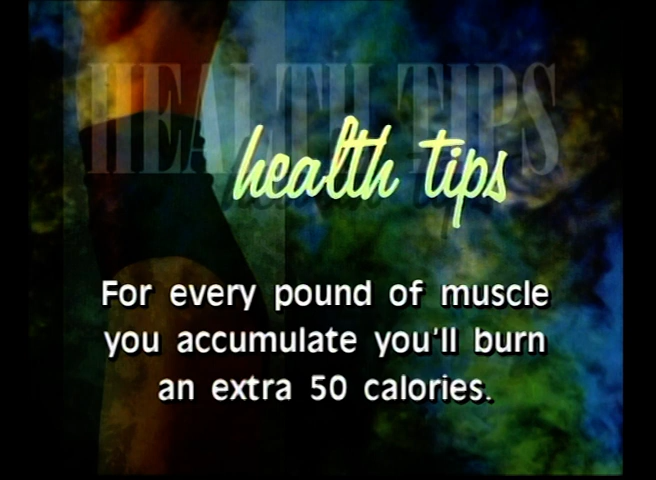 HEALTH TIPS
health tips
For every pound of muscle
you accumulate you'll burn
an extra 50 calories.